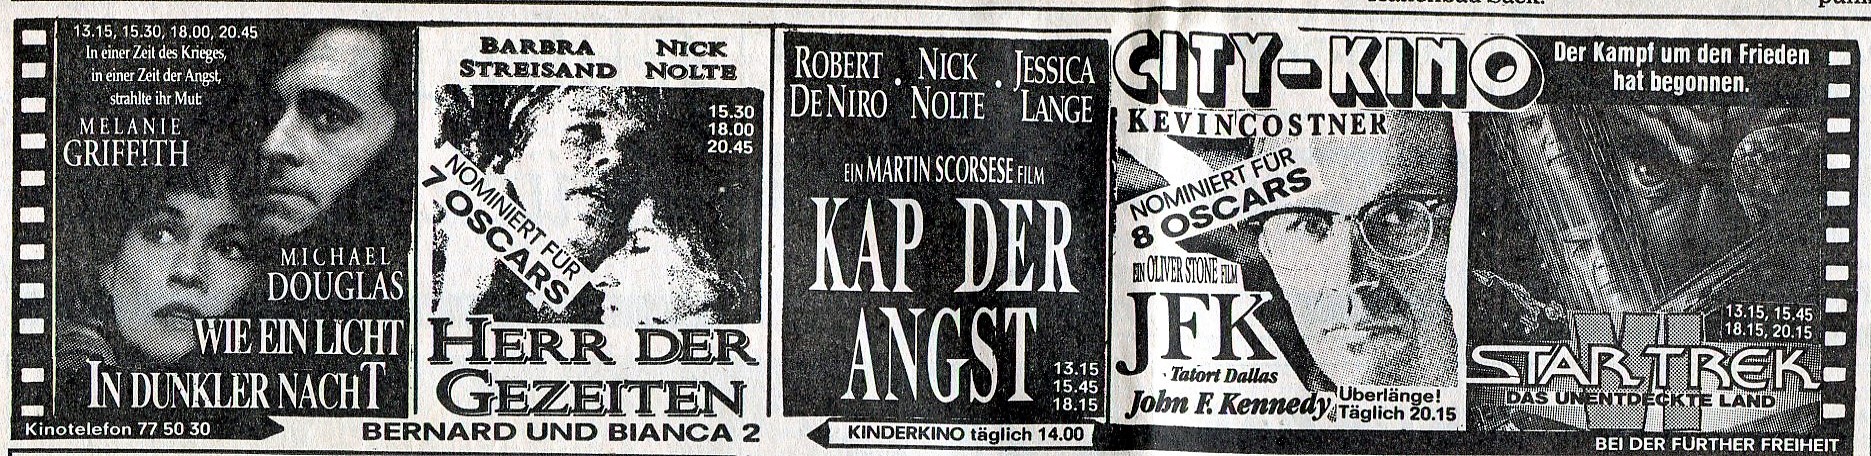 13.15, 15.30, 18.00, 20.45
In einer Zeit des Krieges,
in einer Zeit der Angst,
strahlte ihr Mut:
MELANIE
GRIFFITH
MICHAEL
DOUGLAS
WIE EIN LICHT
IN DUNKLER NACHT
Kinotelefon 77 50 30
BARBRA STREISAND
NICK NOLTE
15.30
18.00
20.45
NOMINIERT FÜR
7 OSCARS
HERR DER
GEZEITEN
BERNARD UND BIANCA 2
KINDERKINO täglich 14.00
ROBERT DE NIRO . NICK NOLTE . JESSICA LANGE
EIN MARTIN SCORSESE FILM
KAP DER
ANGST
13.15
15.45
18.15
CITY-KINO
KEVIN COSTNER
NOMINIERT FÜR
8 OSCARS
EIN OLIVER STONE FILM
JFK
Tatort Dallas
John F. Kennedy
Überlänge!
Täglich 20.15
Der Kampf um den Frieden
hat begonnen.
13.15, 15.45
18.15, 20.15
VI
STAR TREK
DAS UNENTDECKTE LAND
BEI DER FÜRTHER FREIHEIT